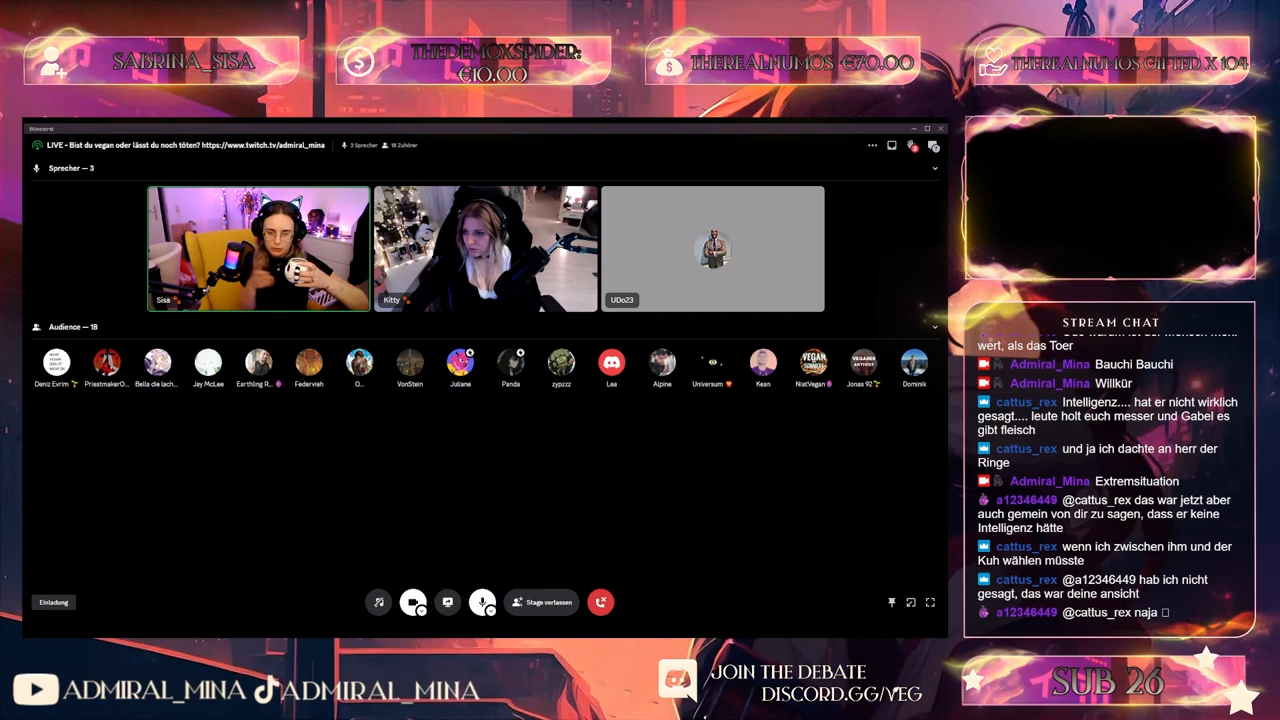 SABRINA_SISA
THEDEMOXSPIDER:
€10.00
THEREALNUMOS €70.00
THEREALNUMOS GIFTED X 104
Discord
LIVE - Bist du vegan oder lässt du noch töten? https://www.twitch.tv/admiral_mina
3 Sprecher
18 Zuhörer
Sprecher — 3
Sisa
Kitty
UDo23
Audience — 18
Deniz Evrim
PriestmakerO...
Bella die lach...
Jay McLee
Earthling R...
Federvieh
O...
VonStein
Juliane
Panda
zypzzz
Lea
Alpine
Universum
Kean
NiatVegan
Jonas 92
Dominik
Einladung
Stage verlassen
STREAM CHAT
wert, als das Toer
Admiral_Mina Bauchi Bauchi
Admiral_Mina Willkür
cattus_rex Intelligenz.... hat er nicht wirklich
gesagt.... leute holt euch messer und Gabel es
gibt fleisch
cattus_rex und ja ich dachte an herr der
Ringe
Admiral_Mina Extremsituation
a12346449 @cattus_rex das war jetzt aber
auch gemein von dir zu sagen, dass er keine
Intelligenz hätte
cattus_rex wenn ich zwischen ihm und der
Kuh wählen müsste
cattus_rex @a12346449 hab ich nicht
gesagt, das war deine ansicht
a12346449 @cattus_rex naja
ADMIRAL_MINA
ADMIRAL_MINA
JOIN THE DEBATE
DISCORD.GG/VEG
SUB 26